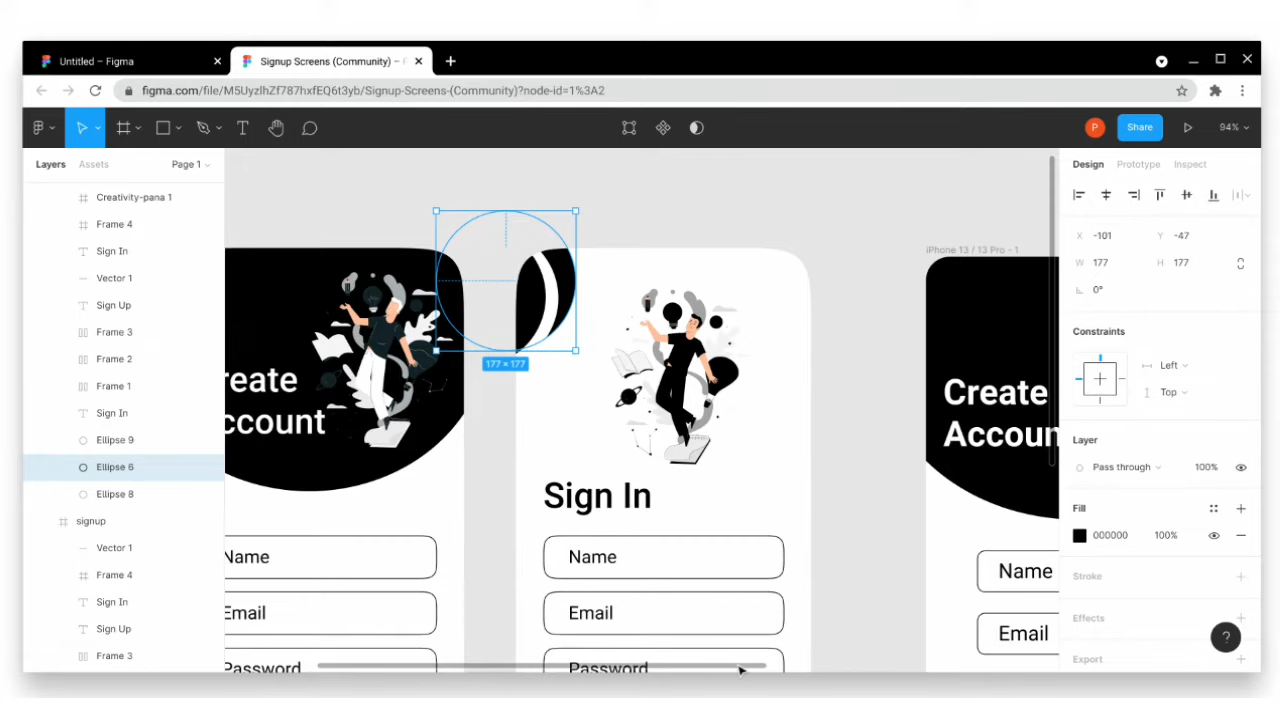 Untitled – Figma
Signup Screens (Community) – F
figma.com/file/M5UyzlhZf787hxfEQ6t3yb/Signup-Screens-(Community)?node-id=1%3A2
P
Share
94%
Layers
Assets
Page 1
Creativity-pana 1
Frame 4
Sign In
Vector 1
Sign Up
Frame 3
Frame 2
Frame 1
Sign In
Ellipse 9
Ellipse 6
Ellipse 8
signup
Vector 1
Frame 4
Sign In
Sign Up
Frame 3
reate
ccount
Name
Email
Password
177 × 177
Sign In
Name
Email
Password
iPhone 13 / 13 Pro - 1
Create
Accoun
Name
Email
Design
Prototype
Inspect
X -101
Y -47
W 177
H 177
0°
Constraints
Left
Top
Layer
Pass through
100%
Fill
000000
100%
Stroke
Effects
Export
?